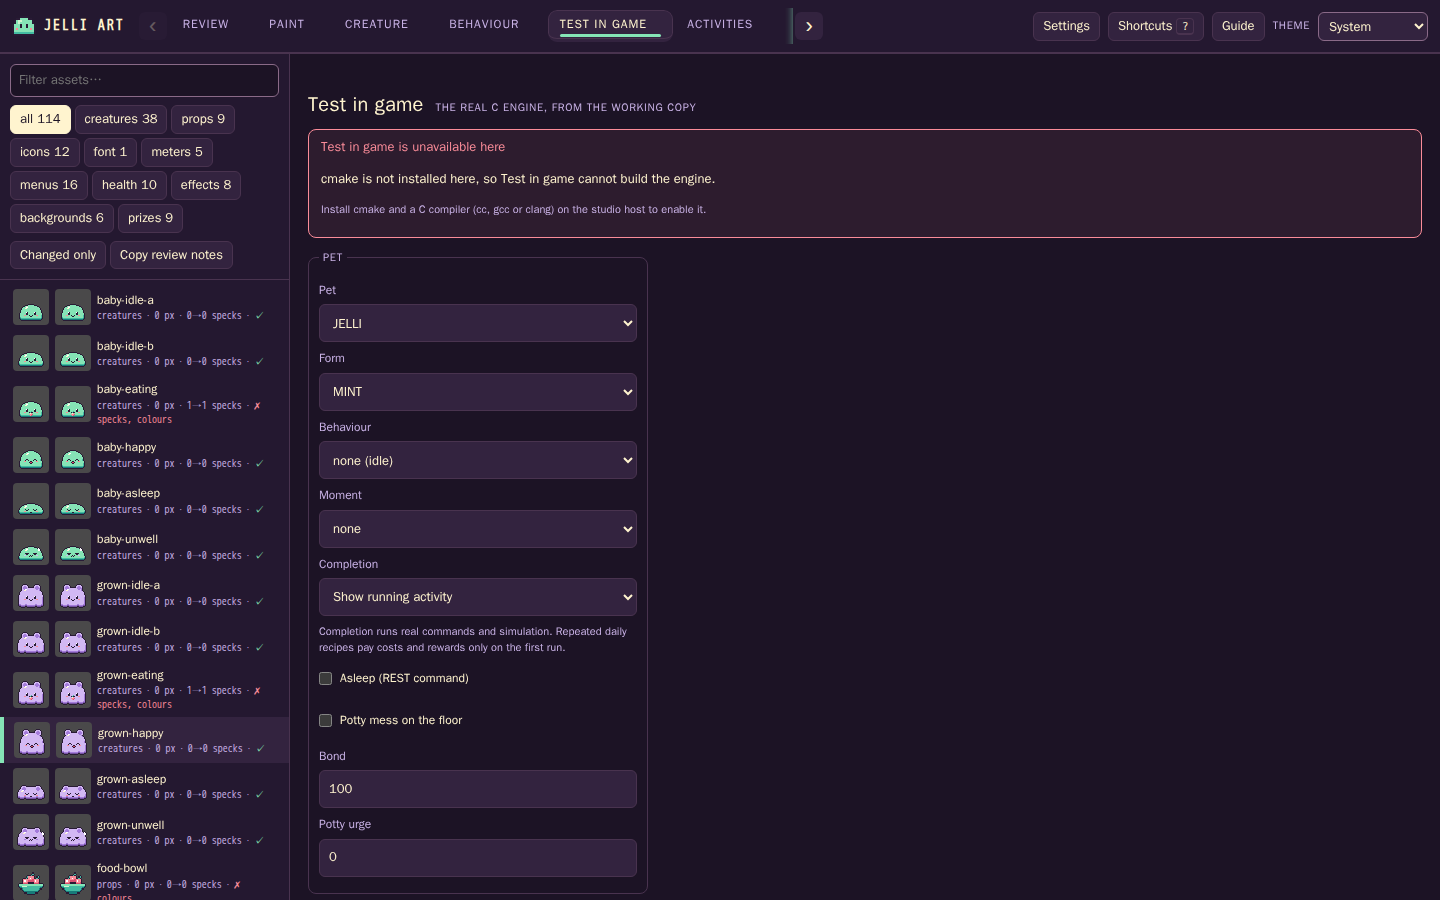 JELLI ART
‹
REVIEW
PAINT
CREATURE
BEHAVIOUR
TEST IN GAME
ACTIVITIES
›
Settings
Shortcuts ?
Guide
THEME
System
Filter assets···
all 114
creatures 38
props 9
icons 12
font 1
meters 5
menus 16
health 10
effects 8
backgrounds 6
prizes 9
Changed only
Copy review notes
baby-idle-a
creatures · 0 px · 0→0 specks · ✓
baby-idle-b
creatures · 0 px · 0→0 specks · ✓
baby-eating
creatures · 0 px · 1→1 specks · ✗
specks, colours
baby-happy
creatures · 0 px · 0→0 specks · ✓
baby-asleep
creatures · 0 px · 0→0 specks · ✓
baby-unwell
creatures · 0 px · 0→0 specks · ✓
grown-idle-a
creatures · 0 px · 0→0 specks · ✓
grown-idle-b
creatures · 0 px · 0→0 specks · ✓
grown-eating
creatures · 0 px · 1→1 specks · ✗
specks, colours
grown-happy
creatures · 0 px · 0→0 specks · ✓
grown-asleep
creatures · 0 px · 0→0 specks · ✓
grown-unwell
creatures · 0 px · 0→0 specks · ✓
food-bowl
props · 0 px · 0→0 specks · ✗
colours
Test in game
THE REAL C ENGINE, FROM THE WORKING COPY
Test in game is unavailable here
cmake is not installed here, so Test in game cannot build the engine.
Install cmake and a C compiler (cc, gcc or clang) on the studio host to enable it.
PET
Pet
JELLI
Form
MINT
Behaviour
none (idle)
Moment
none
Completion
Show running activity
Completion runs real commands and simulation. Repeated daily
recipes pay costs and rewards only on the first run.
Asleep (REST command)
Potty mess on the floor
Bond
100
Potty urge
0